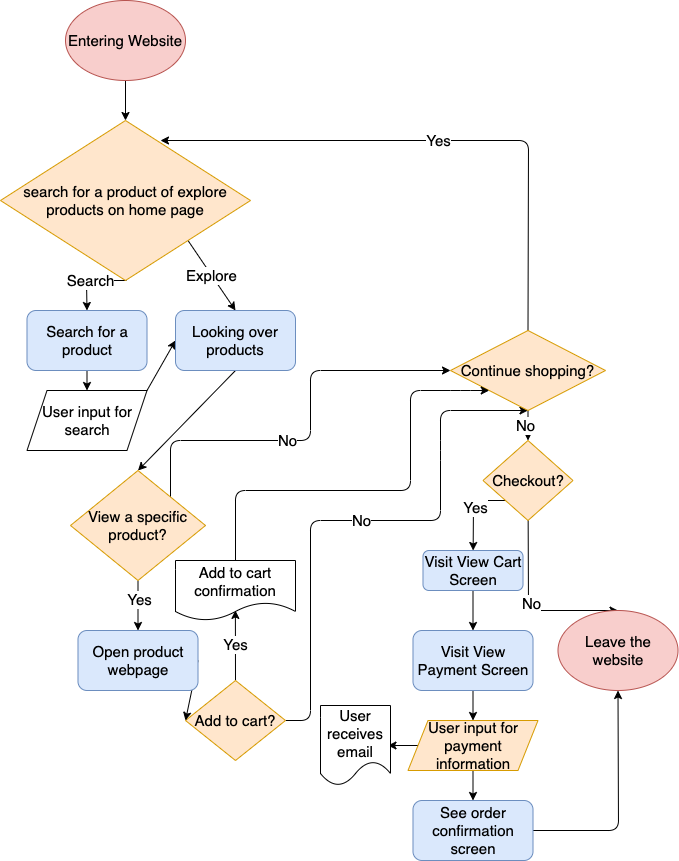 Entering Website
Yes
search for a product of explore
products on home page
Search
Explore
Search for a
product
Looking over
products
Continue shopping?
User input for
search
No
No
Checkout?
View a specific
product?
Yes
No
Visit View Cart
Screen
Add to cart
confirmation
Yes
No
Open product
webpage
Yes
Visit View
Payment Screen
Leave the
website
Add to cart?
User
receives
email
User input for
payment
information
See order
confirmation
screen